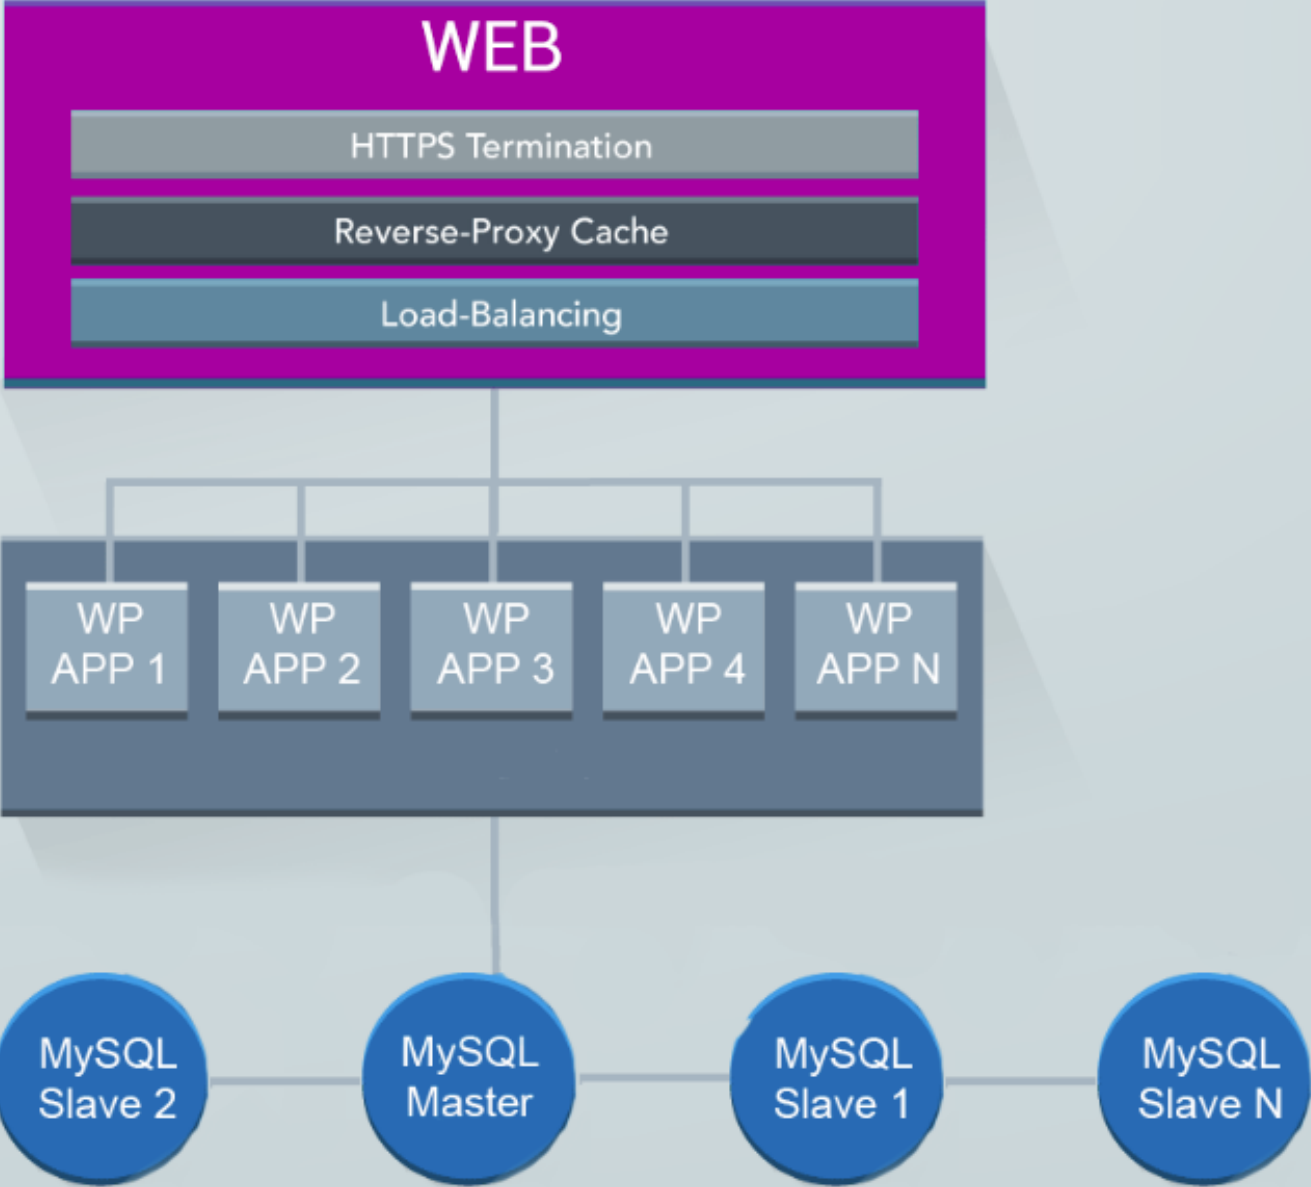 WEB
HTTPS Termination
Reverse-Proxy Cache
Load-Balancing
WP
APP 1
WP
APP 2
WP
APP 3
WP
APP 4
WP
APP N
MySQL
Slave 2
MySQL
Master
MySQL
Slave 1
MySQL
Slave N